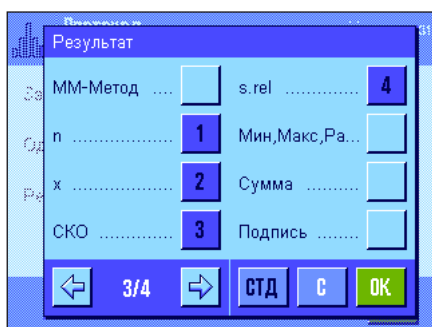 Результат
ММ-Метод ....
s.rel ............. 4
n .................. 1
Мин,Макс,Ра...
x .................. 2
Сумма .........
СКО ............. 3
Подпись .......
3/4
СТД
C
OK